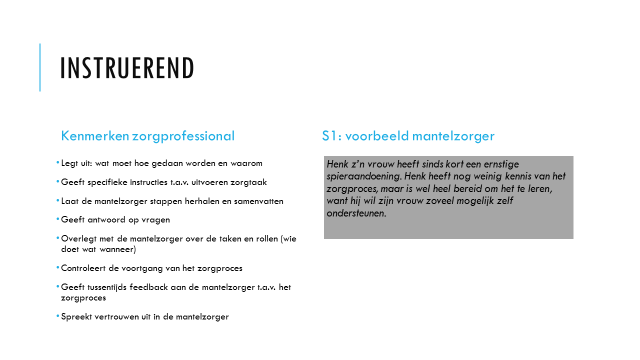 INSTRUEREND
Kenmerken zorgprofessional
• Legt uit: wat moet hoe gedaan worden en waarom
• Geeft specifieke instructies t.a.v. uitvoeren zorgtaak
• Laat de mantelzorger stappen herhalen en samenvatten
• Geeft antwoord op vragen
• Overlegt met de mantelzorger over de taken en rollen (wie
doet wat wanneer)
• Controleert de voortgang van het zorgproces
• Geeft tussentijds feedback aan de mantelzorger t.a.v. het
zorgproces
• Spreekt vertrouwen uit in de mantelzorger
S1: voorbeeld mantelzorger
Henk z'n vrouw heeft sinds kort een ernstige
spieraandoening. Henk heeft nog weinig kennis van het
zorgproces, maar is wel heel bereid om het te leren,
want hij wil zijn vrouw zoveel mogelijk zelf
ondersteunen.